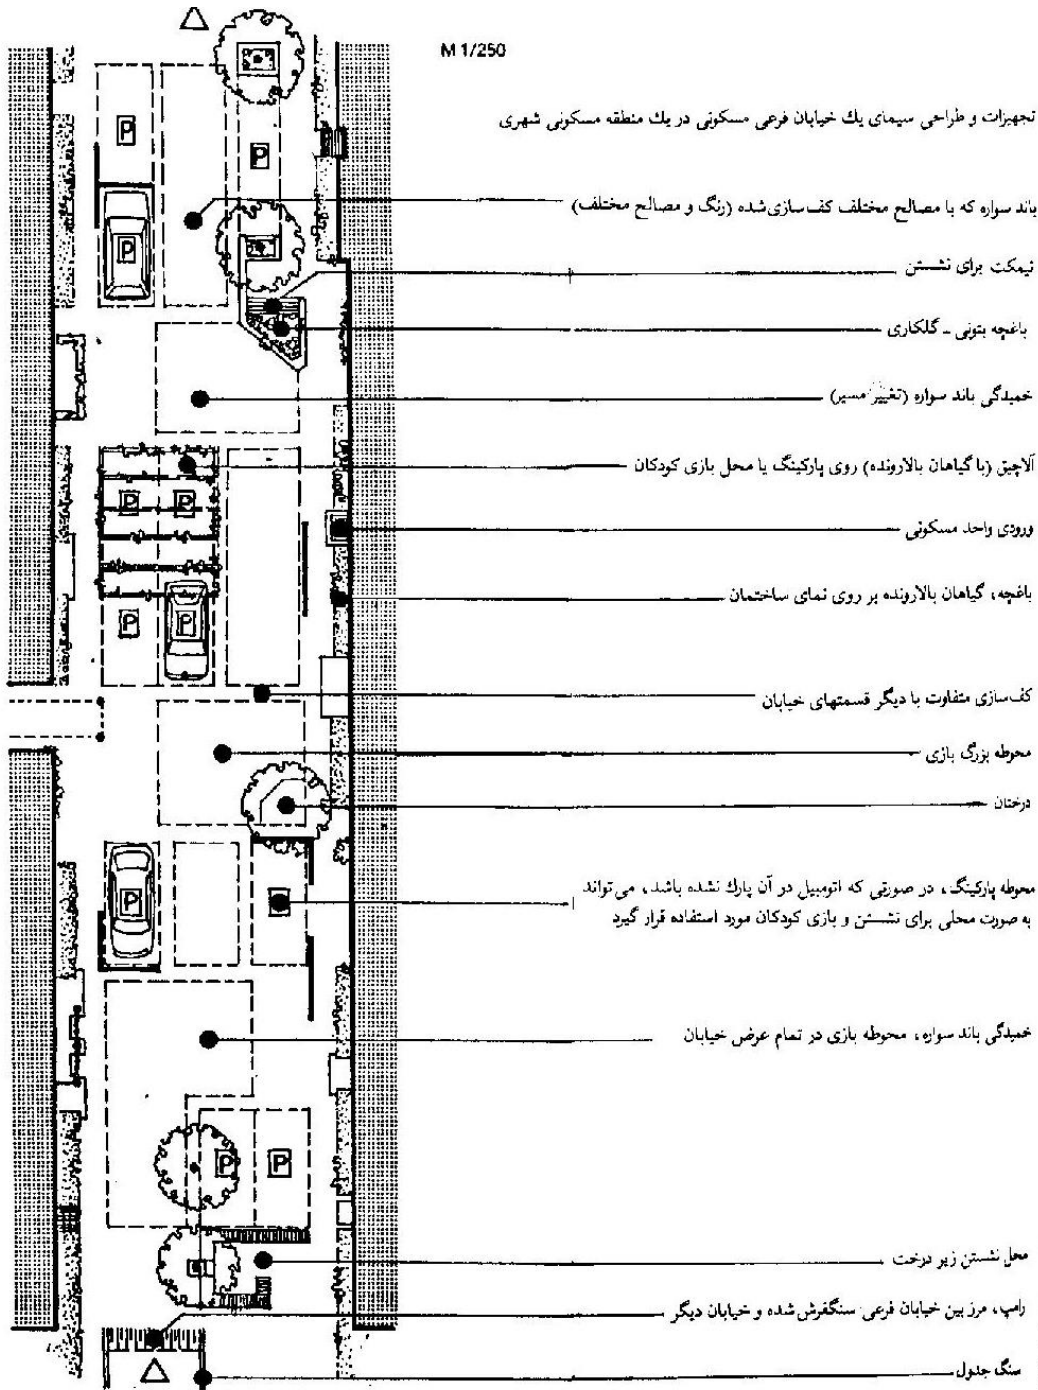 M 1/250
تجهیزات و طراحی سیمای یک خیابان فرعی مسکونی در یک منطقه مسکونی شهری
باند سواره که با مصالح مختلف کف‌سازی‌شده (رنگ و مصالح مختلف)
نیمکت برای نشستن
باغچه بتونی - گلکاری
خمیدگی باند سواره (تغییر مسیر)
آلاچیق (با گیاهان بالارونده) روی پارکینگ یا محل بازی کودکان
ورودی واحد مسکونی
باغچه، گیاهان بالارونده بر روی نمای ساختمان
کف‌سازی متفاوت با دیگر قسمتهای خیابان
محوطه بزرگ بازی
درختان
محوطه پارکینگ، در صورتی که اتومبیل در آن پارک نشده باشد، می‌تواند
به صورت محلی برای نشستن و بازی کودکان مورد استفاده قرار گیرد
خمیدگی باند سواره، محوطه بازی در تمام عرض خیابان
محل نشستن زیر درخت
رامپ، مرز بین خیابان فرعی سنگفرش شده و خیابان دیگر
سنگ جدول
P
P
P
P
P
P
P
P
P
P
P
P